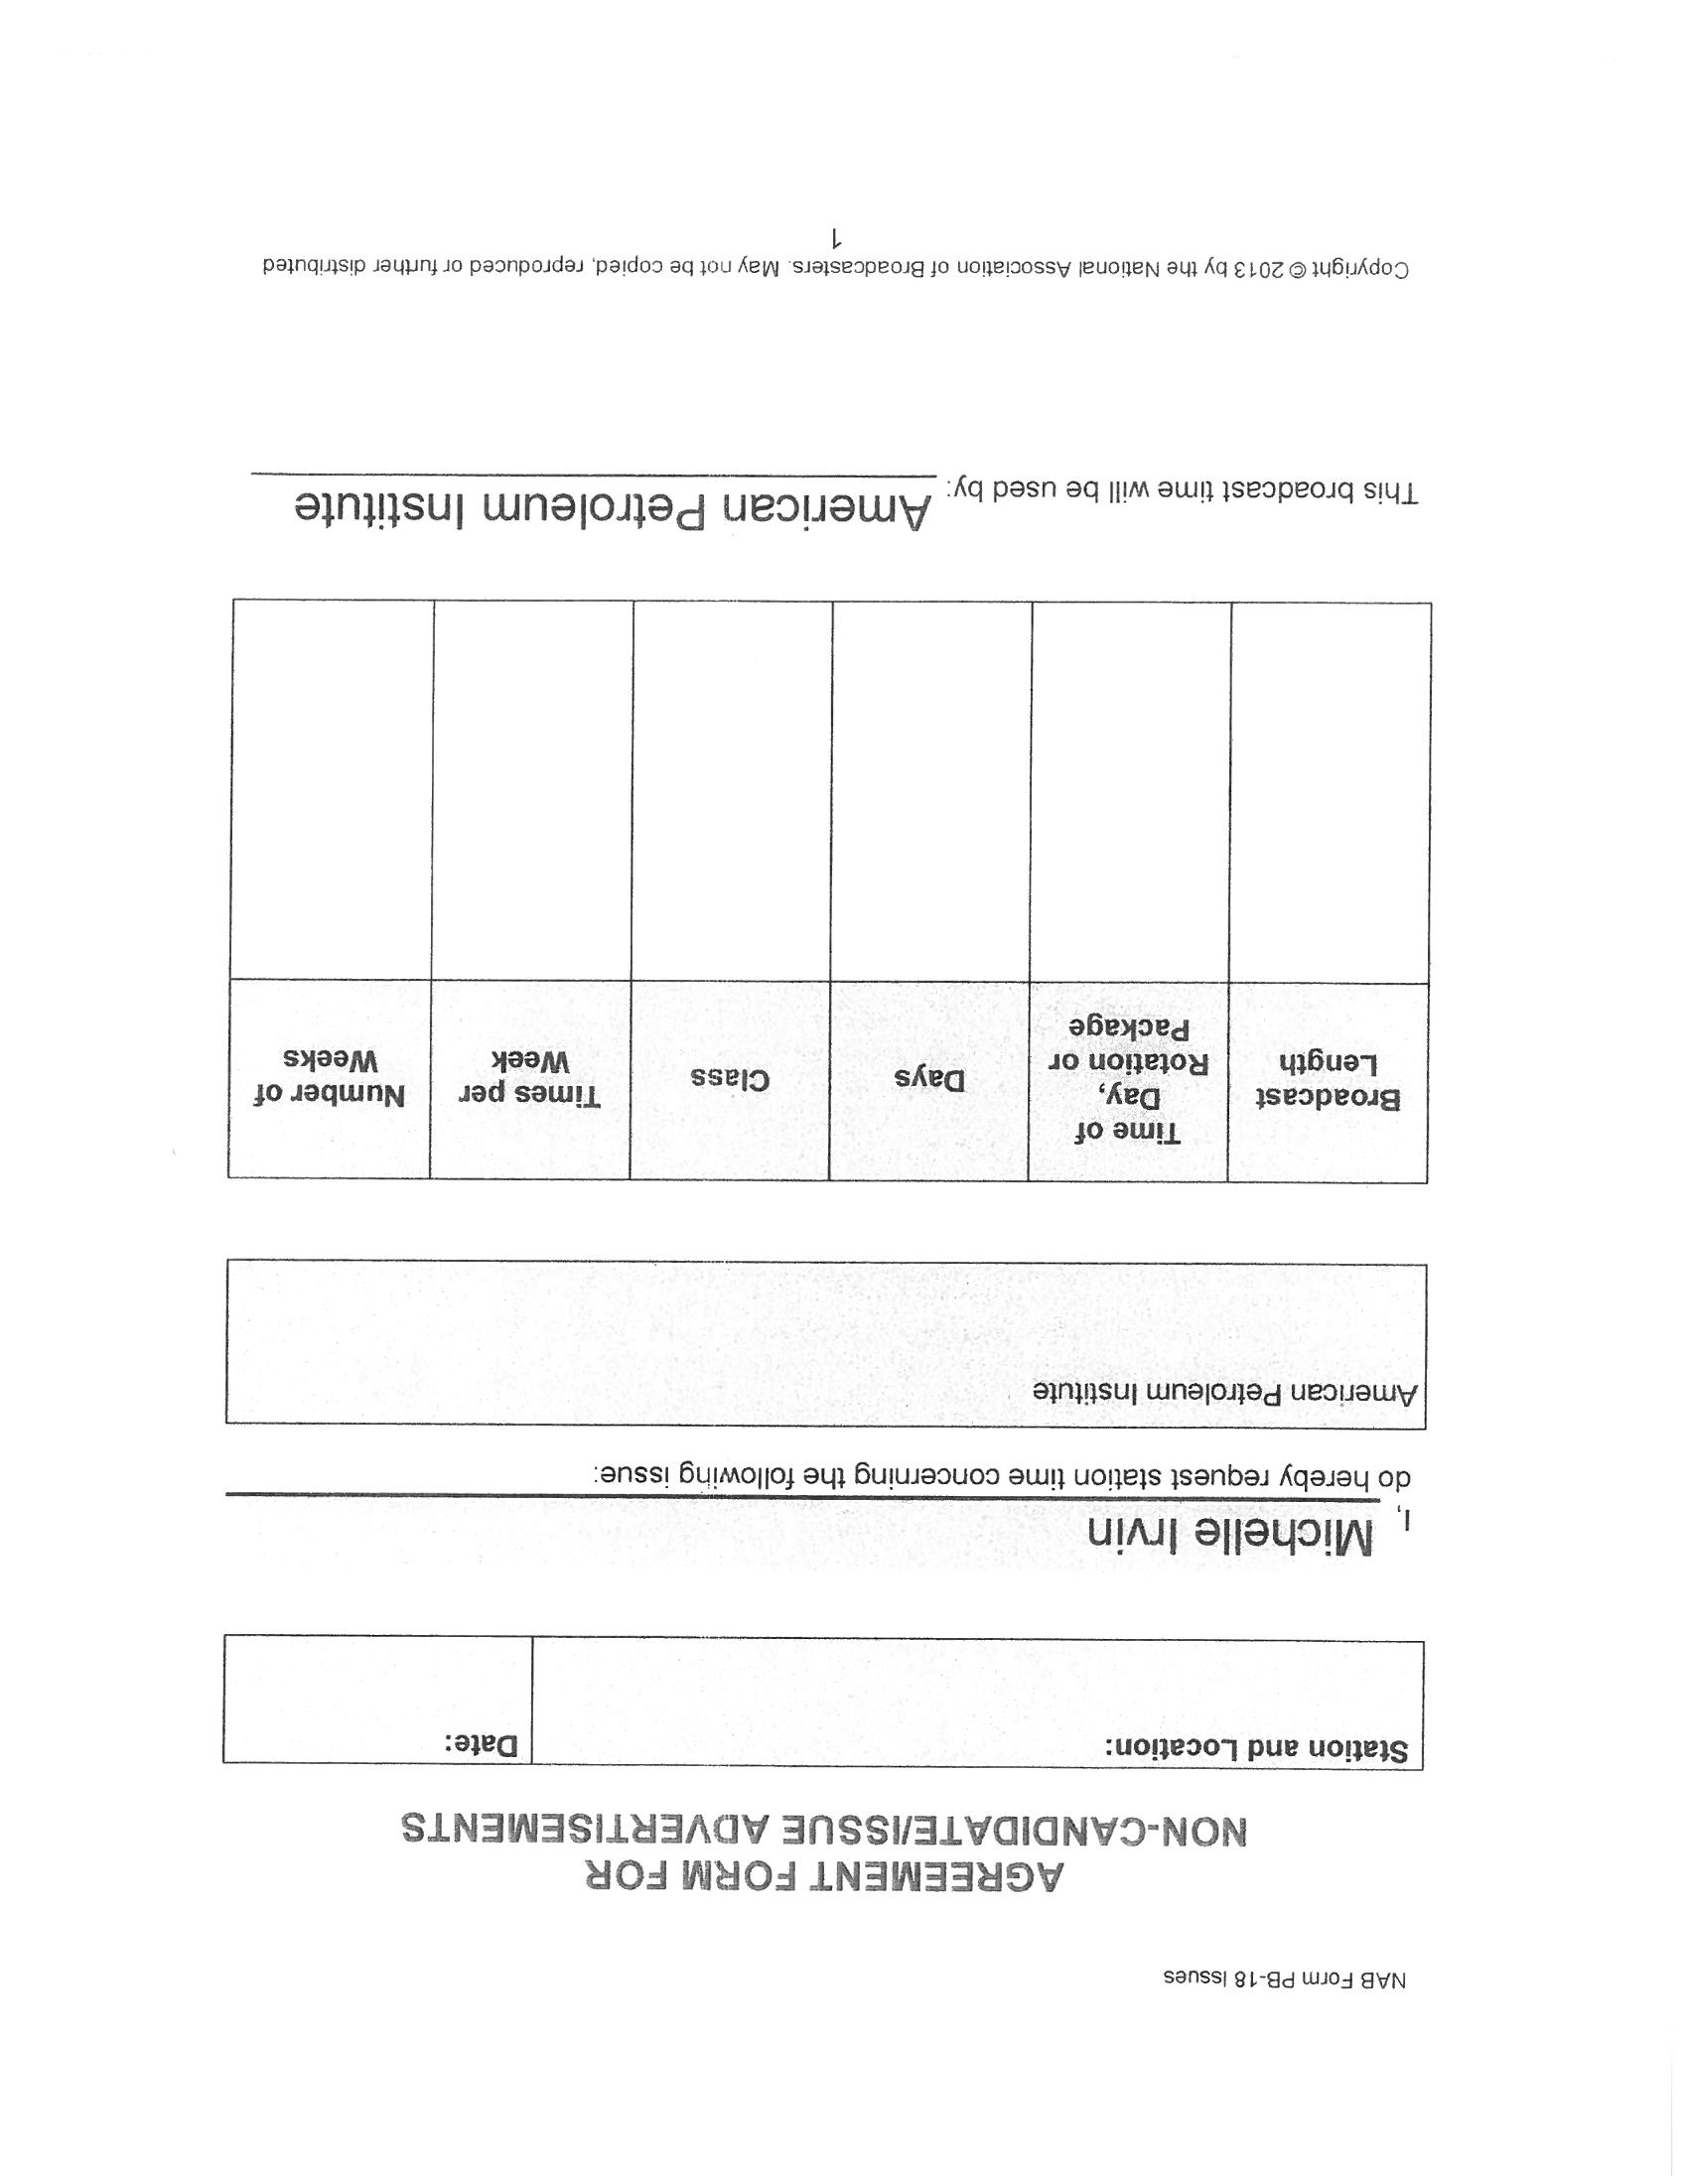 NAB Form PB-18 Issues
AGREEMENT FORM FOR
NON-CANDIDATE/ISSUE ADVERTISEMENTS
Station and Location:
Date:
I, Michelle Irvin
do hereby request station time concerning the following issue:
American Petroleum Institute
Broadcast
Length
Time of
Day,
Rotation or
Package
Days
Class
Times per
Week
Number of
Weeks
This broadcast time will be used by: American Petroleum Institute
Copyright © 2013 by the National Association of Broadcasters. May not be copied, reproduced or further distributed
1